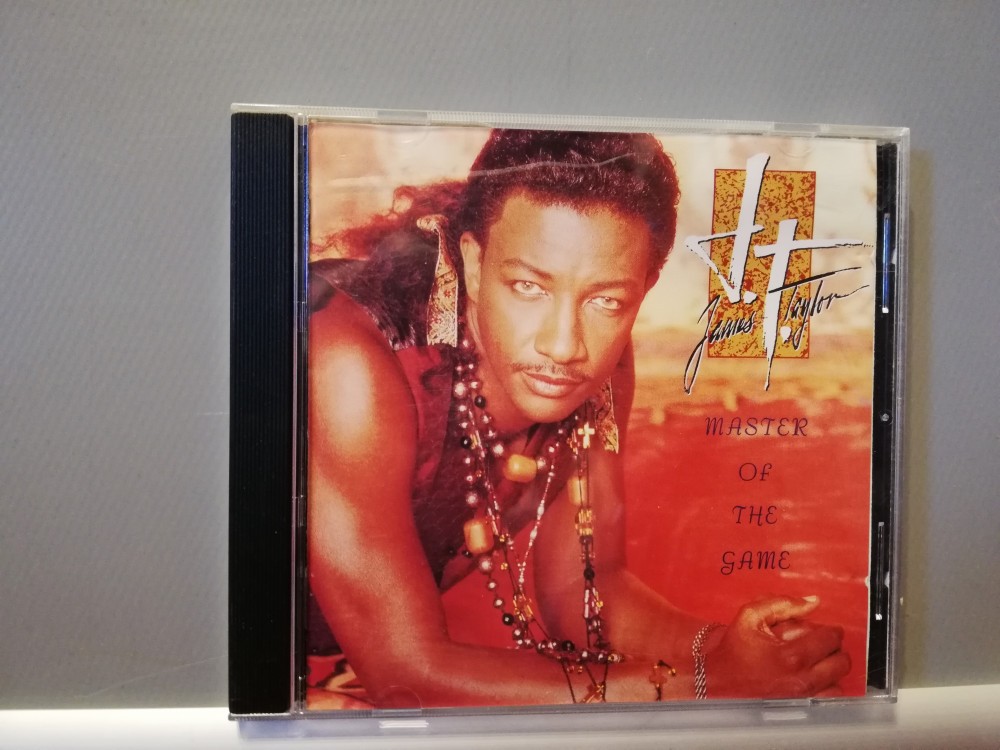 J.T.
James "J.T." Taylor
MASTER
OF
THE
GAME